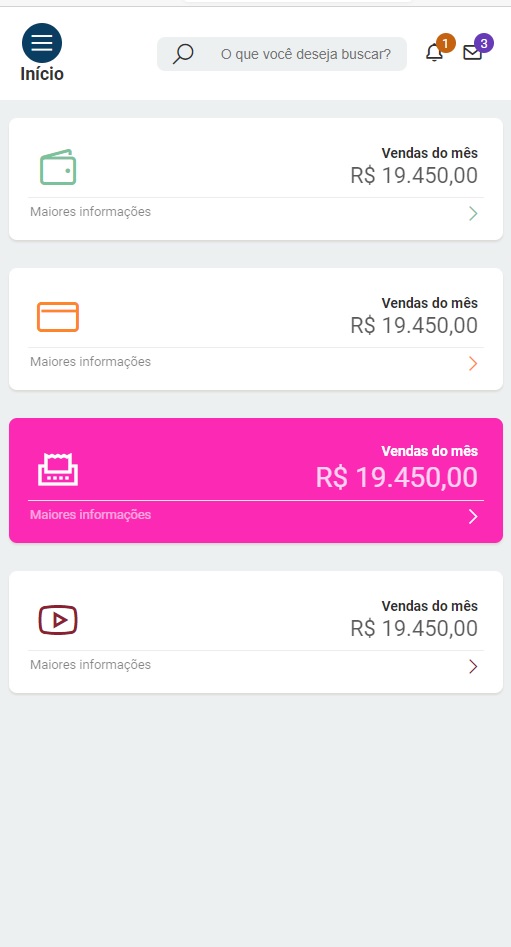 O que você deseja buscar?
1
3
Início
Vendas do mês
R$ 19.450,00
Maiores informações
Vendas do mês
R$ 19.450,00
Maiores informações
Vendas do mês
R$ 19.450,00
Maiores informações
Vendas do mês
R$ 19.450,00
Maiores informações